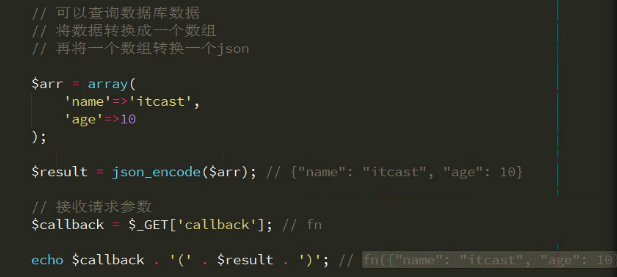 // 可以查询数据库数据
// 将数据转换成一个数组
// 再将一个数组转换一个json
$arr = array(
'name'=>'itcast',
'age'=>10
);
$result = json_encode($arr); // {"name": "itcast", "age": 10}
// 接收请求参数
$callback = $_GET['callback']; // fn
echo $callback . '(' . $result . ')'; // fn({"name": "itcast", "age": 10